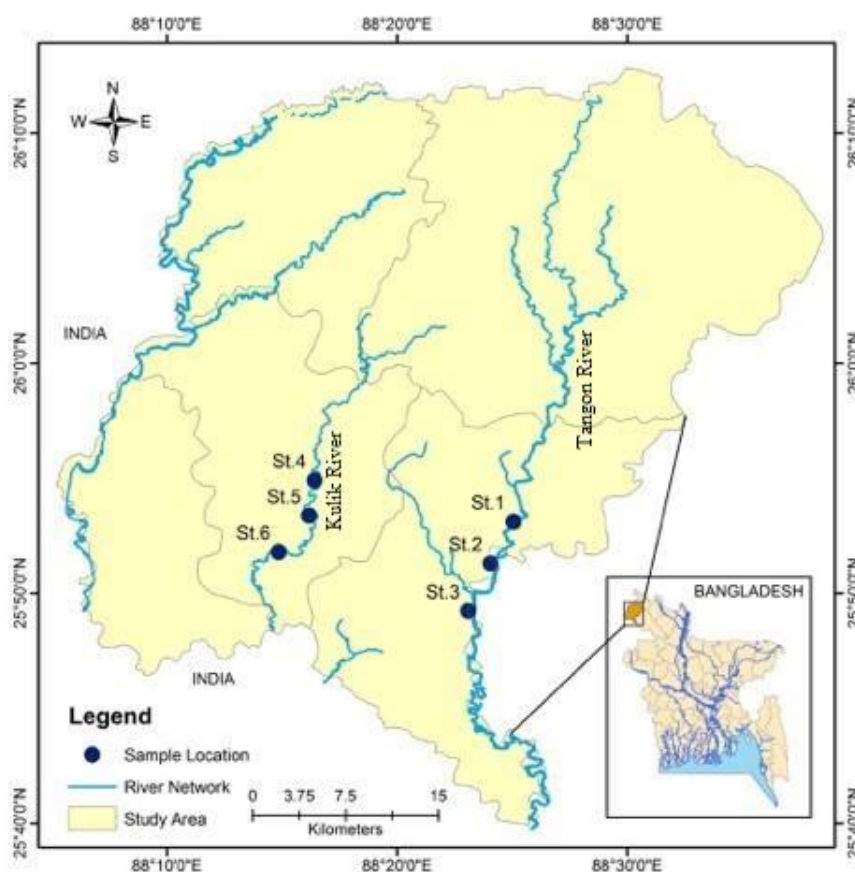 88°10'0"E 88°20'0"E 88°30'0"E
N
W E
S
26°10'0"N
26°10'0"N
INDIA
26°0'0"N
26°0'0"N
Tangon River
Kulik River
St.4
St.5
St.1
St.6
St.2
St.3
25°50'0"N
25°50'0"N
BANGLADESH
INDIA
Legend
Sample Location
River Network
Study Area
0 3.75 7.5 15
Kilometers
25°40'0"N
25°40'0"N
88°10'0"E 88°20'0"E 88°30'0"E